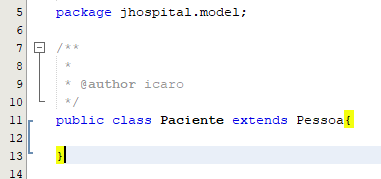 5 package jhospital.model;
6
7 /**
8 *
9 * @author icaro
10 */
11 public class Paciente extends Pessoa{
12
13 }
14